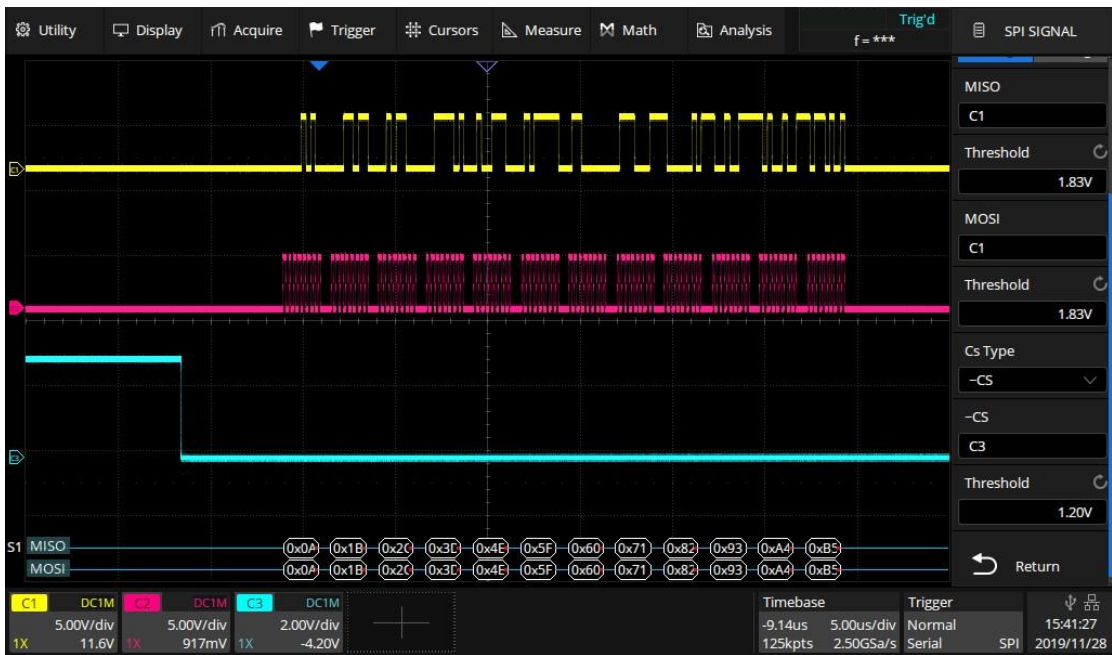 Utility Display Acquire Trigger Cursors Measure Math Analysis
Trig'd
f = ***
SPI SIGNAL
MISO
C1
Threshold
1.83V
MOSI
C1
Threshold
1.83V
Cs Type
~CS
~CS
C3
Threshold
1.20V
Return
C1
C3
S1 MISO 0x0A 0x1B 0x2C 0x3D 0x4E 0x5F 0x60 0x71 0x82 0x93 0xA4 0xB5
MOSI 0x0A 0x1B 0x2C 0x3D 0x4E 0x5F 0x60 0x71 0x82 0x93 0xA4 0xB5
C1 DC1M
5.00V/div
1X 11.6V
C2 DC1M
5.00V/div
1X 917mV
C3 DC1M
2.00V/div
1X -4.20V
Timebase
-9.14us 5.00us/div
125kpts 2.50GSa/s
Trigger
Normal
Serial SPI
15:41:27
2019/11/28